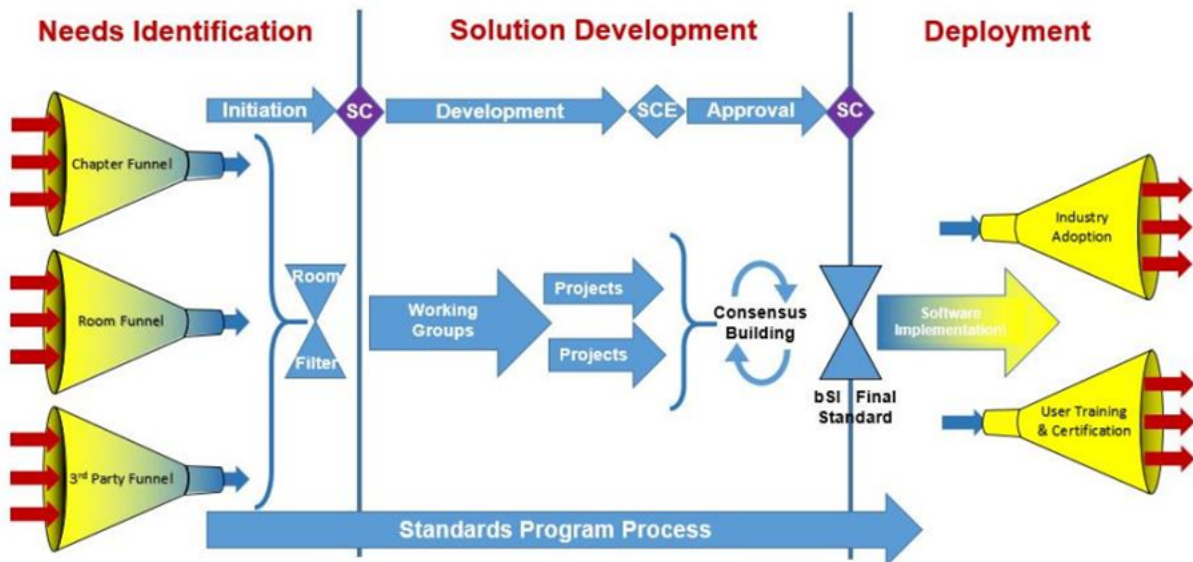 Needs Identification
Solution Development
Deployment
Initiation
SC
Development
SCE
Approval
SC
Chapter Funnel
Room Funnel
3rd Party Funnel
Room
Filter
Working
Groups
Projects
Projects
Consensus
Building
bSI Final
Standard
Software
Implementation
Industry
Adoption
User Training
& Certification
Standards Program Process